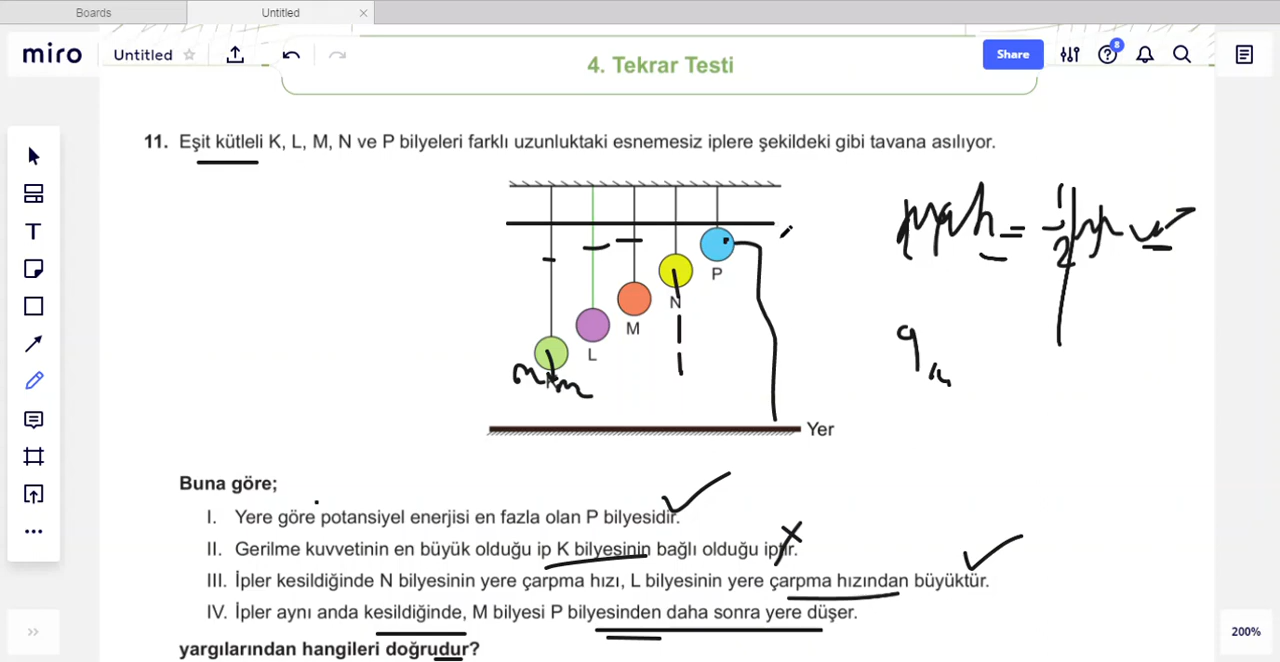 Boards
Untitled
miro
Untitled
Share
8
4. Tekrar Testi
11. Eşit kütleli K, L, M, N ve P bilyeleri farklı uzunluktaki esnemesiz iplere şekildeki gibi tavana asılıyor.
P
N
M
L
m m
Yer
mgh = 1/2 m v²
Buna göre;
I. Yere göre potansiyel enerjisi en fazla olan P bilyesidir.
II. Gerilme kuvvetinin en büyük olduğu ip K bilyesinin bağlı olduğu iptir.
III. İpler kesildiğinde N bilyesinin yere çarpma hızı, L bilyesinin yere çarpma hızından büyüktür.
IV. İpler aynı anda kesildiğinde, M bilyesi P bilyesinden daha sonra yere düşer.
yargılarından hangileri doğrudur?
200%